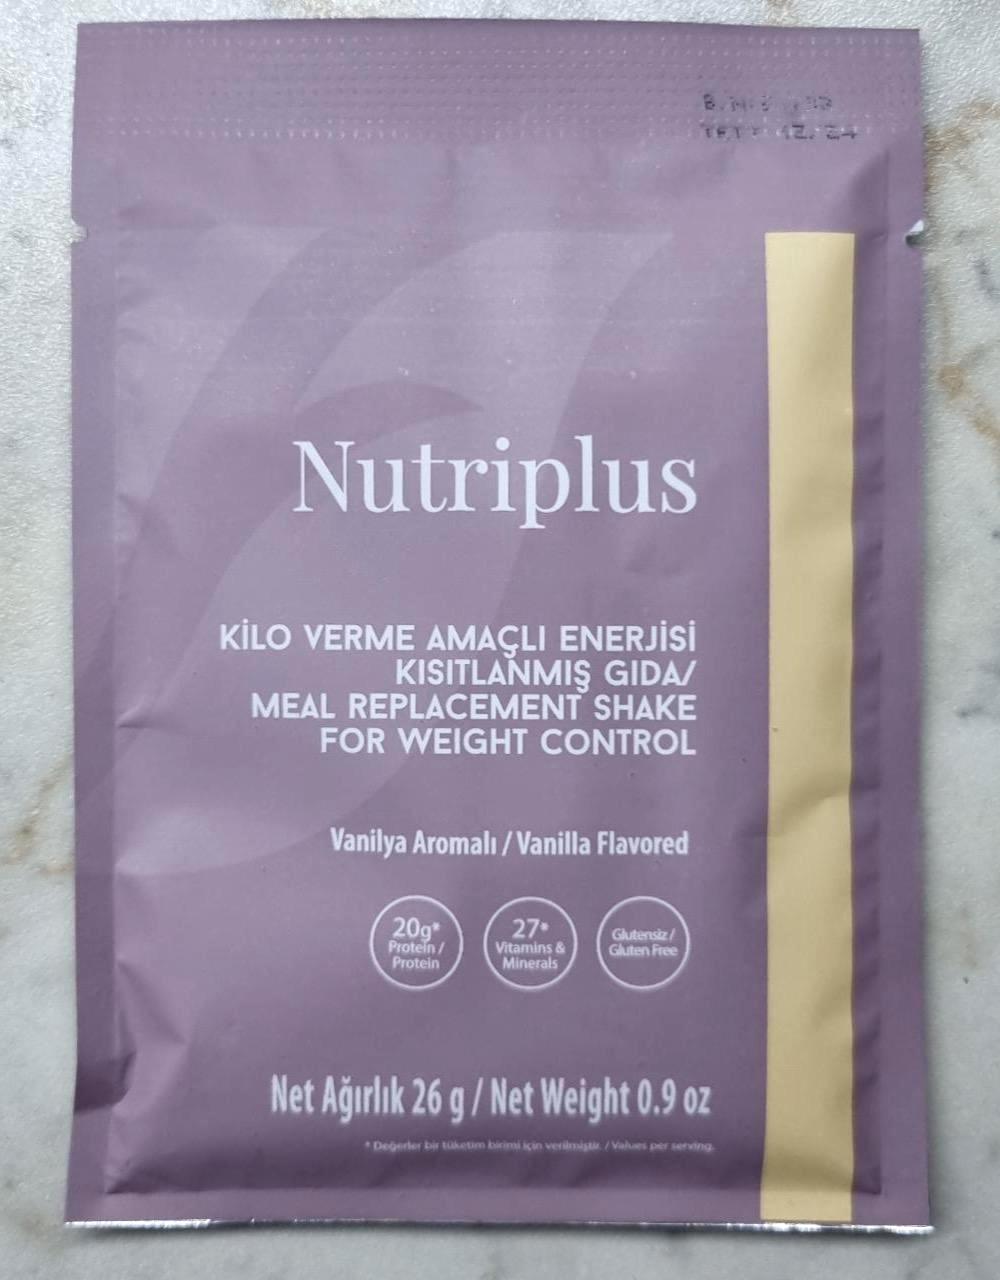 12/24
Nutriplus
KİLO VERME AMAÇLI ENERJİSİ
KISITLANMIŞ GIDA/
MEAL REPLACEMENT SHAKE
FOR WEIGHT CONTROL
Vanilya Aromalı / Vanilla Flavored
20g*
Protein /
Protein
27*
Vitamins &
Minerals
Glutensiz /
Gluten Free
Net Ağırlık 26 g / Net Weight 0.9 oz
* Değerler bir tüketim birimi için verilmiştir. / Values per serving.